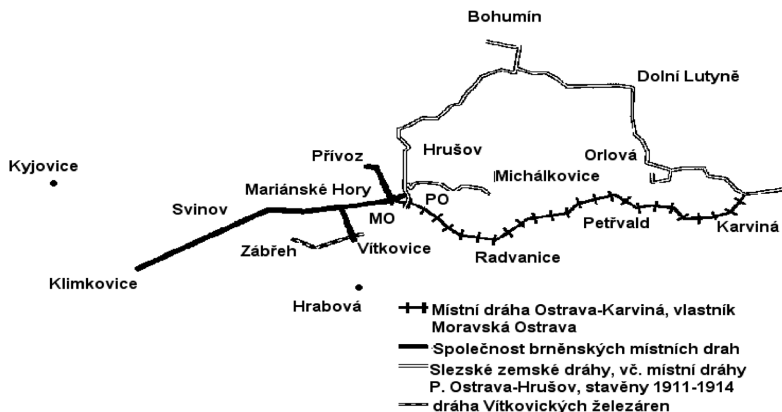 Bohumín
Dolní Lutyně
Hrušov
Přívoz
Orlová
Michálkovice
Kyjovice
Mariánské Hory
PO
MO
Svinov
Petřvald
Karviná
Zábřeh
Vítkovice
Radvanice
Klimkovice
Hrabová
Místní dráha Ostrava-Karviná, vlastník
Moravská Ostrava
Společnost brněnských místních drah
Slezské zemské dráhy, vč. místní dráhy
P. Ostrava-Hrušov, stavěny 1911-1914
dráha Vítkovických železáren